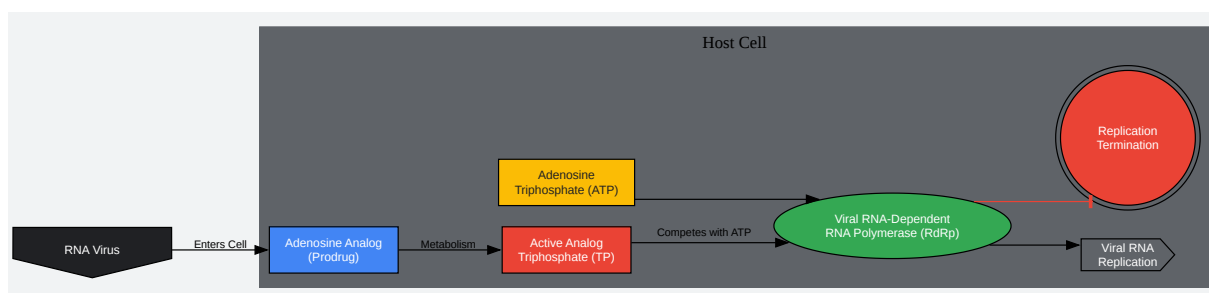 Host Cell
Replication
Termination
Adenosine
Triphosphate (ATP)
Viral RNA-Dependent
RNA Polymerase (RdRp)
RNA Virus
Enters Cell
Adenosine Analog
(Prodrug)
Metabolism
Active Analog
Triphosphate (TP)
Competes with ATP
Viral RNA
Replication